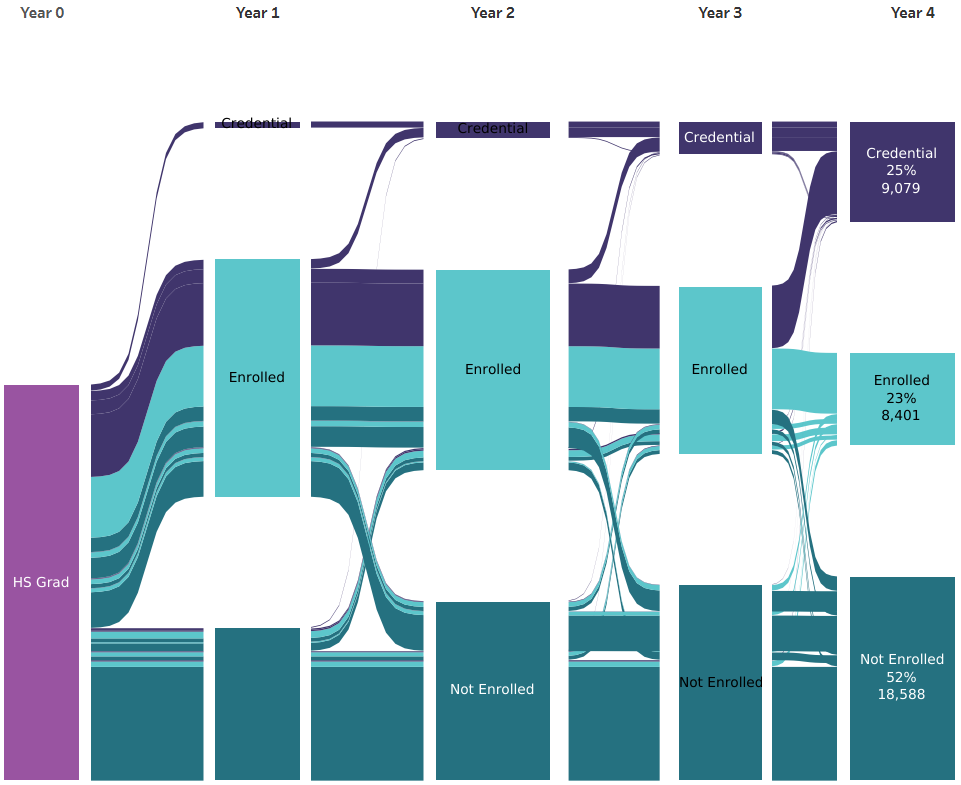 Year 0
Year 1
Year 2
Year 3
Year 4
HS Grad
Credential
Enrolled
Credential
Enrolled
Not Enrolled
Credential
Enrolled
Not Enrolled
Credential
25%
9,079
Enrolled
23%
8,401
Not Enrolled
52%
18,588